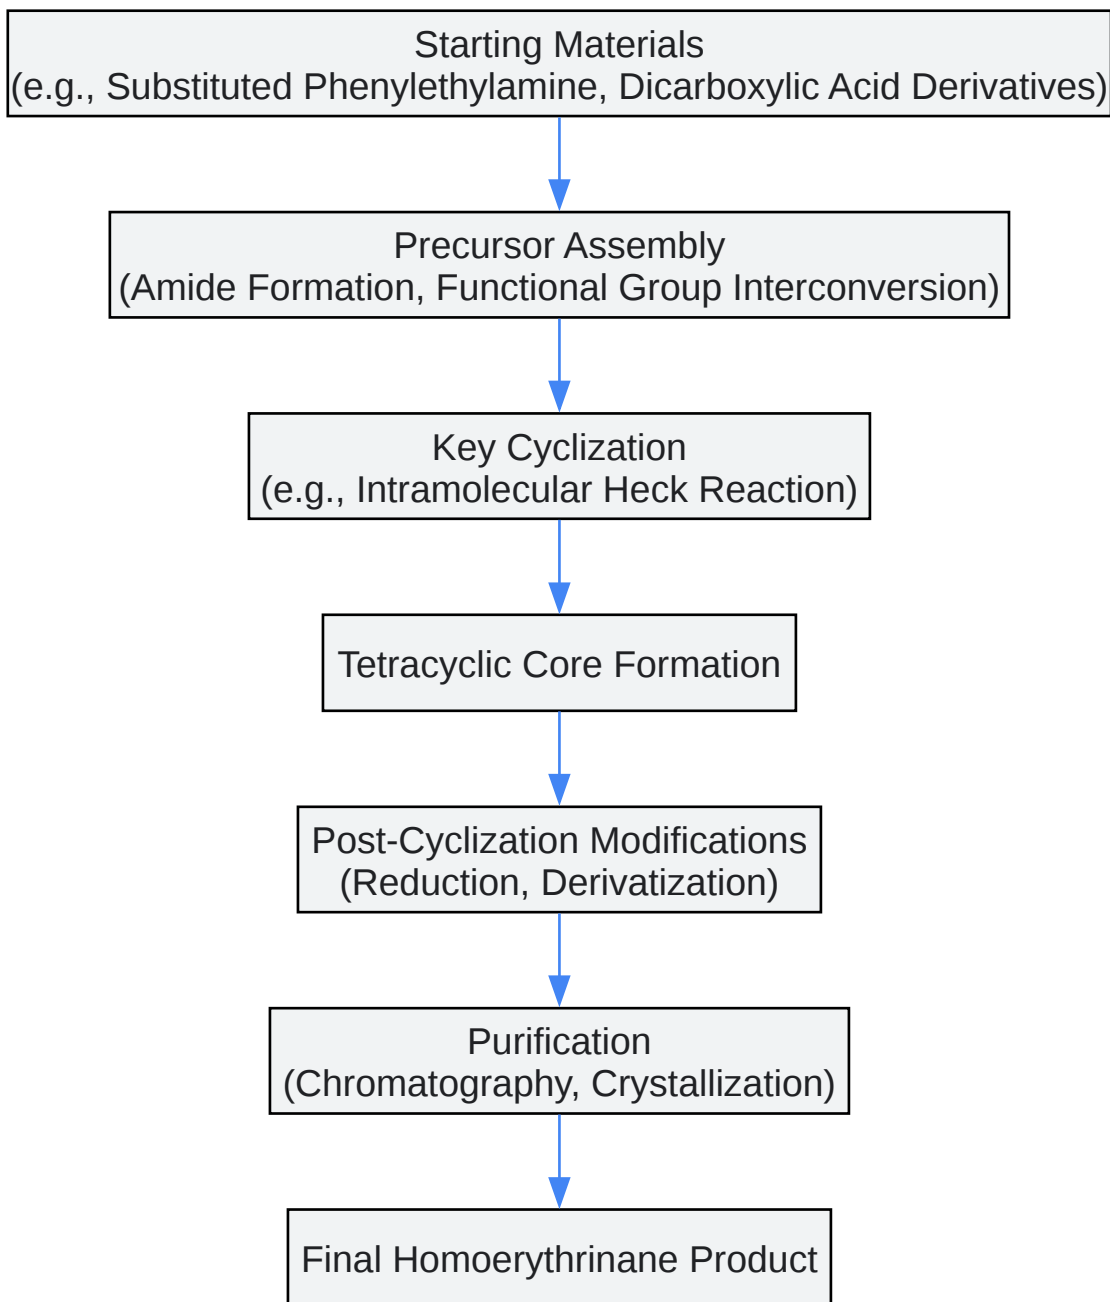 Starting Materials
(e.g., Substituted Phenylethylamine, Dicarboxylic Acid Derivatives)
Precursor Assembly
(Amide Formation, Functional Group Interconversion)
Key Cyclization
(e.g., Intramolecular Heck Reaction)
Tetracyclic Core Formation
Post-Cyclization Modifications
(Reduction, Derivatization)
Purification
(Chromatography, Crystallization)
Final Homoerythrinane Product